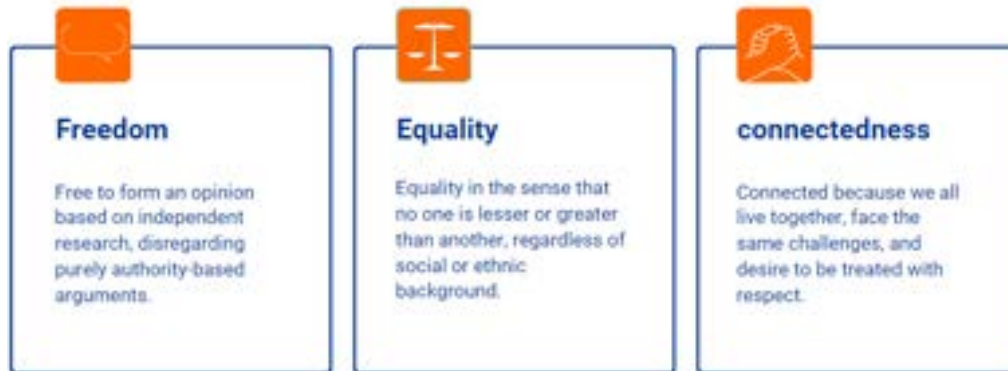 Freedom
Free to form an opinion
based on independent
research, disregarding
purely authority-based
arguments.
Equality
Equality in the sense that
no one is lesser or greater
than another, regardless of
social or ethnic
background.
connectedness
Connected because we all
live together, face the
same challenges, and
desire to be treated with
respect.